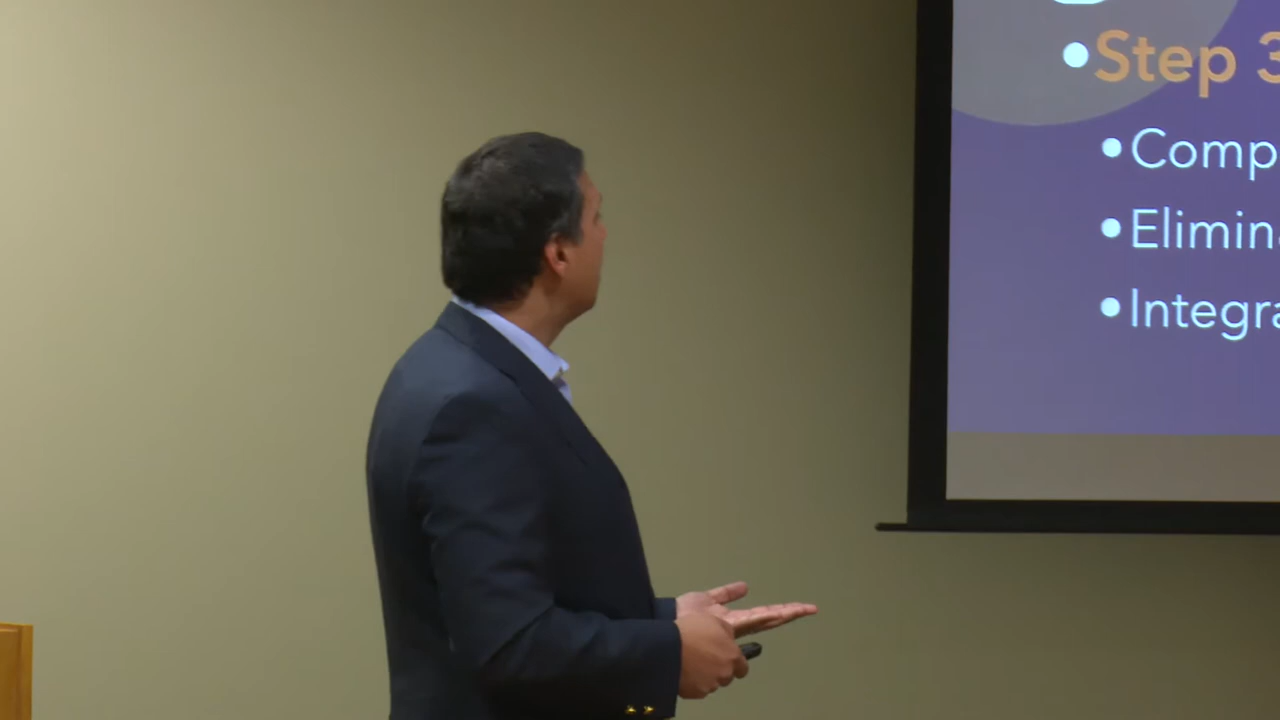 •Step 3
•Comp
•Elimin
•Integra